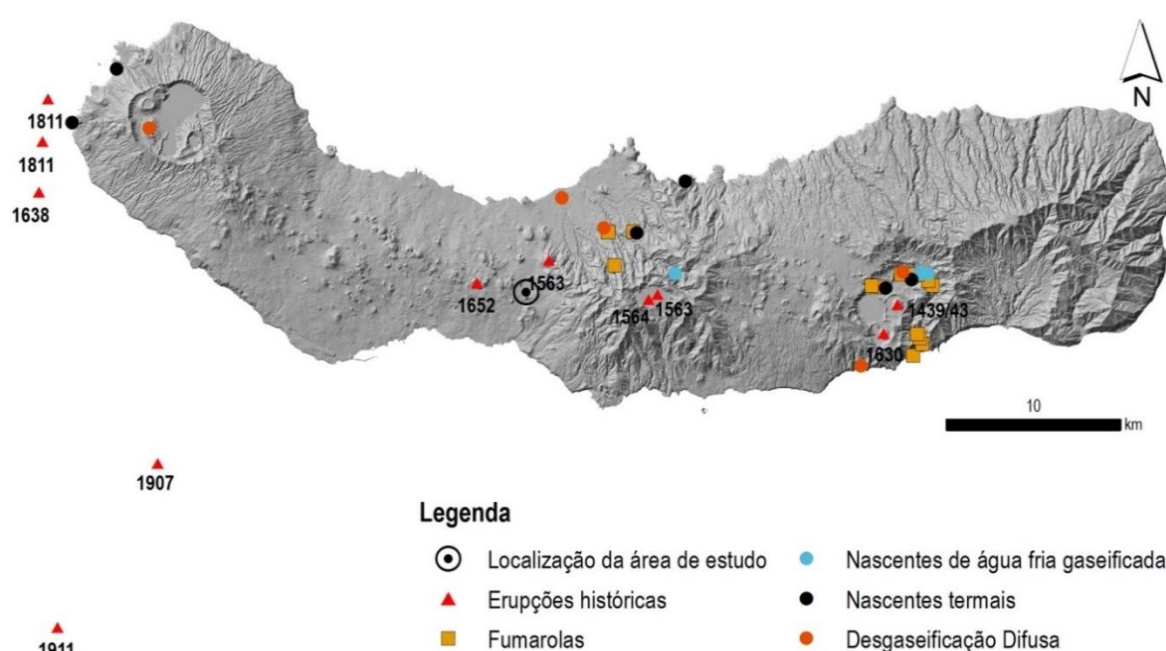 N
1811
1811
1638
1563
1652
1564
1563
1439/43
1630
10
km
1907
Legenda
Localização da área de estudo
Nascentes de água fria gaseificada
Erupções históricas
Nascentes termais
Fumarolas
Desgaseificação Difusa
1911